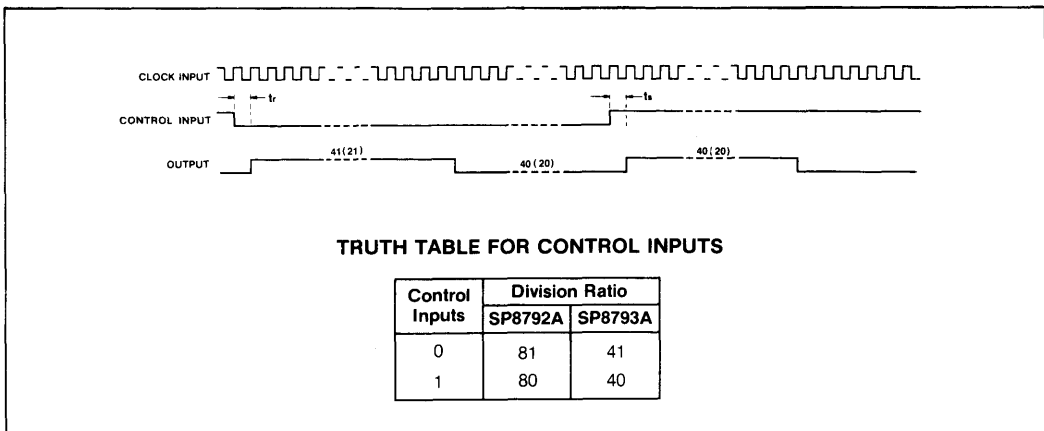 CLOCK INPUT
tr
ts
CONTROL INPUT
41(21)
40(20)
OUTPUT
40(20)
TRUTH TABLE FOR CONTROL INPUTS
Control Inputs
Division Ratio
SP8792A SP8793A
0 81 41
1 80 40